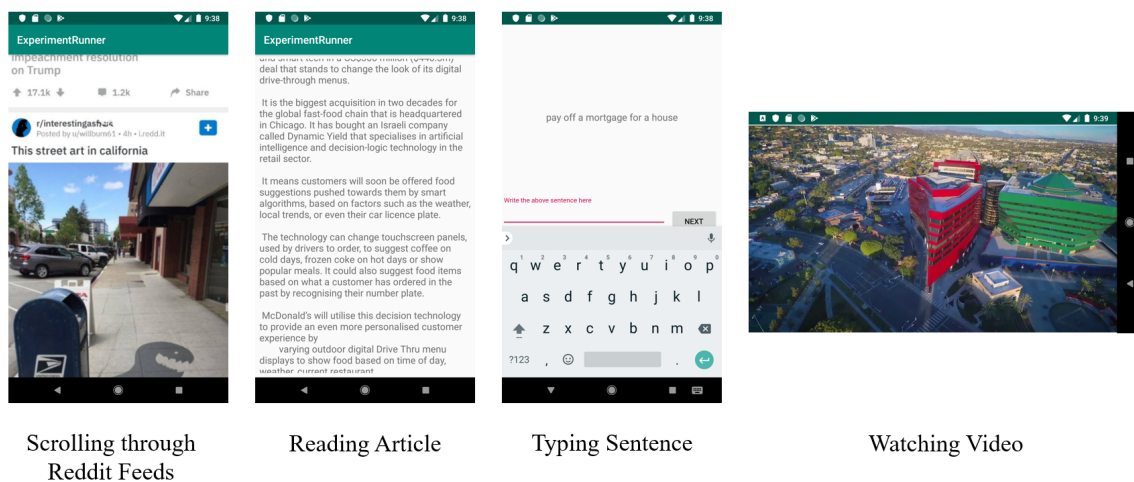 9:38
ExperimentRunner
Impeachment resolution
on Trump
17.1k
1.2k
Share
Posted by u/willburn61 • 4h • i.redd.it
This street art in california
9:38
ExperimentRunner
deal that stands to change the look of its digital
drive-through menus.
It is the biggest acquisition in two decades for
the global fast-food chain that is headquartered
in Chicago. It has bought an Israeli company
called Dynamic Yield that specialises in artificial
intelligence and decision-logic technology in the
retail sector.
It means customers will soon be offered food
suggestions pushed towards them by smart
algorithms, based on factors such as the weather,
local trends, or even their car licence plate.
The technology can change touchscreen panels,
used by drivers to order, to suggest coffee on
cold days, frozen coke on hot days or show
popular meals. It could also suggest food items
based on what a customer has ordered in the
past by recognising their number plate.
McDonald's will utilise this decision technology
to provide an even more personalised customer
experience by
varying outdoor digital Drive Thru menu
displays to show food based on time of day,
weather, current restaurant
9:38
pay off a mortgage for a house
Write the above sentence here
NEXT
1 2 3 4 5 6 7 8 9 0
q w e r t y u i o p
a s d f g h j k l
z x c v b n m
?123 , .
9:39
Scrolling through
Reddit Feeds
Reading Article
Typing Sentence
Watching Video